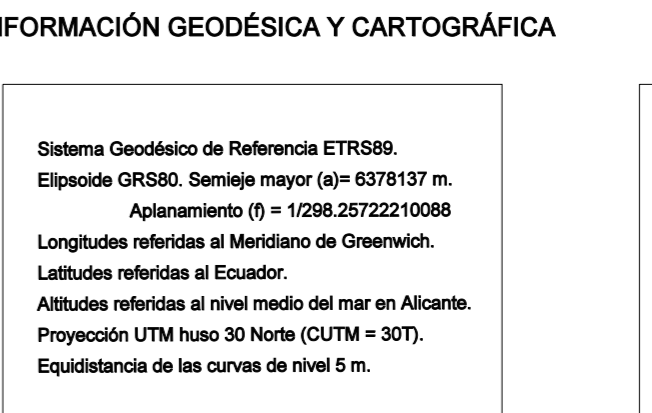 NFORMACIÓN GEODÉSICA Y CARTOGRÁFICA
Sistema Geodésico de Referencia ETRS89.
Elipsoide GRS80. Semieje mayor (a)= 6378137 m.
Aplanamiento (f) = 1/298.25722210088
Longitudes referidas al Meridiano de Greenwich.
Latitudes referidas al Ecuador.
Altitudes referidas al nivel medio del mar en Alicante.
Proyección UTM huso 30 Norte (CUTM = 30T).
Equidistancia de las curvas de nivel 5 m.